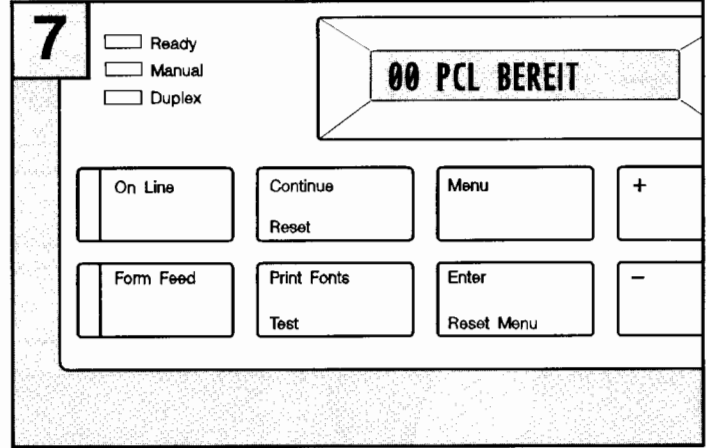 7
Ready
Manual
Duplex
00 PCL BEREIT
On Line
Continue
Reset
Menu
+
Form Feed
Print Fonts
Test
Enter
Reset Menu
−